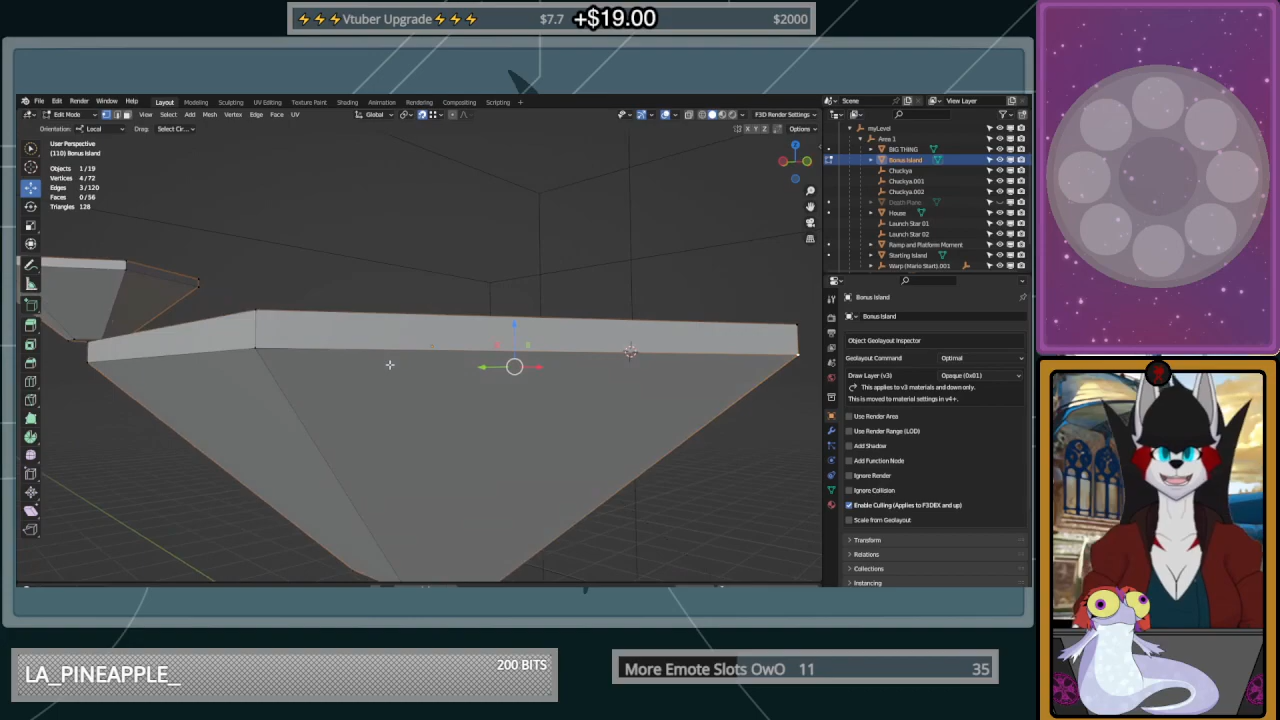 ⚡⚡⚡Vtuber Upgrade⚡⚡⚡ $7.7 +$19.00 $2000
File Edit Render Window Help Layout Modeling Sculpting UV Editing Texture Paint Shading Animation Rendering Compositing Scripting +
Scene View Layer
Edit Mode View Select Add Mesh Vertex Edge Face UV Global F3D Render Settings
Orientation: Local Drag: Select Cir... X Y Z Options
User Perspective
(110) Bonus Island
Objects 1/19
Vertices 4/72
Edges 3/120
Faces 0/56
Triangles 128
myLevel
Area 1
BIG THING
Bonus Island
Chuckya
Chuckya.001
Chuckya.002
Death Plane
House
Launch Star 01
Launch Star 02
Ramp and Platform Moment
Starting Island
Warp (Mario Start).001
Bonus Island
Bonus Island
Object Geolayout Inspector
Geolayout Command Optimal
Draw Layer (v3) Opaque (0x01)
This applies to v3 materials and down only.
This is moved to material settings in v4+.
Use Render Area
Use Render Range (LOD)
Add Shadow
Add Function Node
Ignore Render
Ignore Collision
Enable Culling (Applies to F3DEX and up)
Scale from Geolayout
Transform
Relations
Collections
Instancing
LA_PINEAPPLE_ 200 BITS
More Emote Slots OwO 11 35